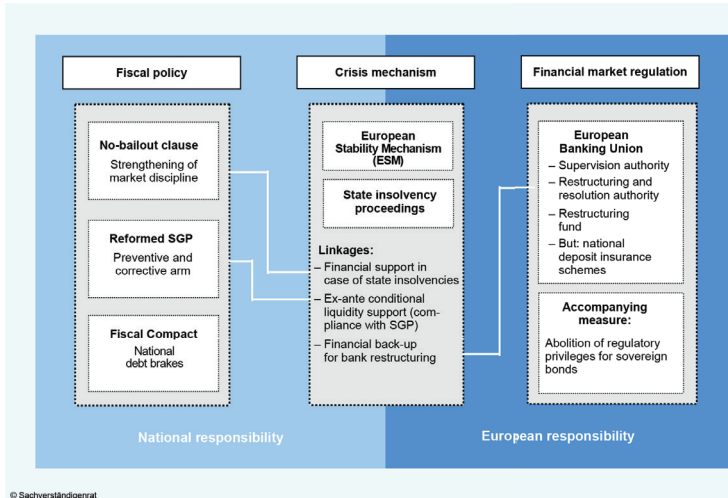 Fiscal policy
No-bailout clause
Strengthening of
market discipline
Reformed SGP
Preventive and
corrective arm
Fiscal Compact
National
debt brakes
Crisis mechanism
European
Stability Mechanism
(ESM)
State insolvency
proceedings
Linkages:
– Financial support in
case of state insolvencies
– Ex-ante conditional
liquidity support (com-
pliance with SGP)
– Financial back-up
for bank restructuring
Financial market regulation
European
Banking Union
– Supervision authority
– Restructuring and
resolution authority
– Restructuring
fund
– But: national
deposit insurance
schemes
Accompanying
measure:
Abolition of regulatory
privileges for sovereign
bonds
National responsibility
European responsibility
© Sachverständigenrat